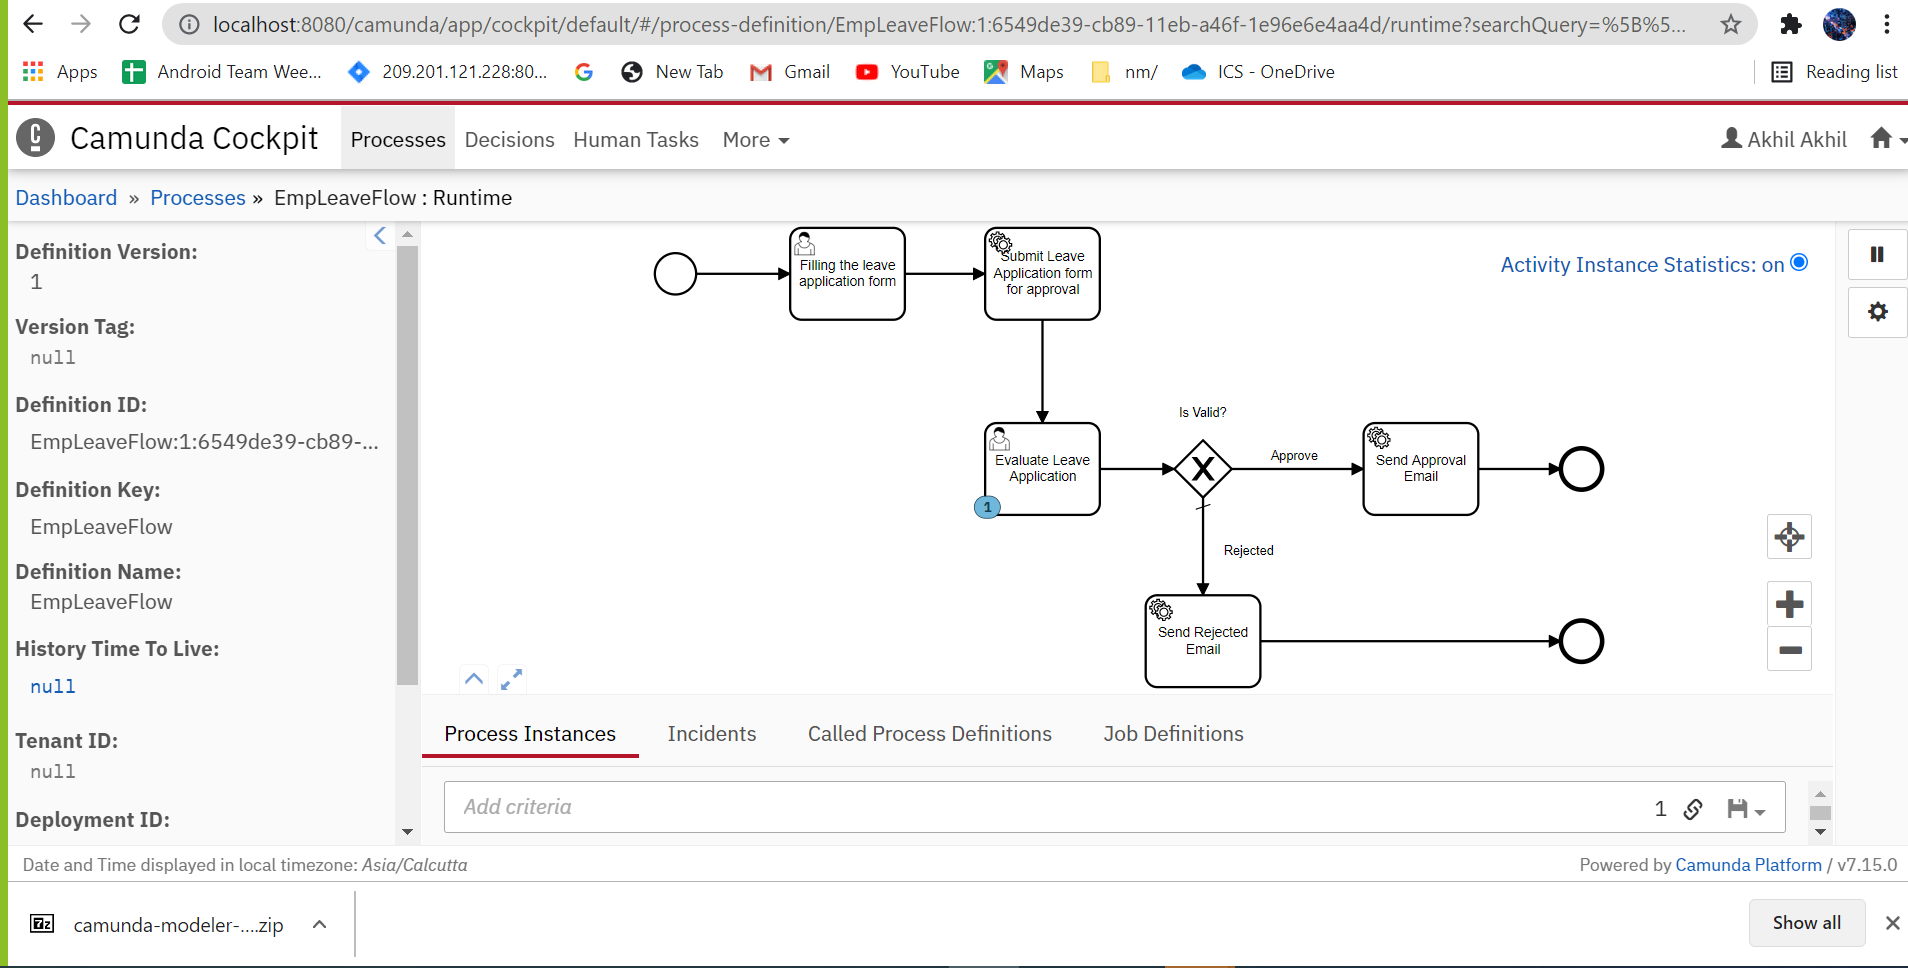 localhost:8080/camunda/app/cockpit/default/#/process-definition/EmpLeaveFlow:1:6549de39-cb89-11eb-a46f-1e96e6e4aa4d/runtime?searchQuery=%5B%5...
Apps Android Team Wee... 209.201.121.228:80... New Tab Gmail YouTube Maps nm/ ICS - OneDrive Reading list
Camunda Cockpit Processes Decisions Human Tasks More Akhil Akhil
Dashboard » Processes » EmpLeaveFlow : Runtime
Definition Version:
1
Version Tag:
null
Definition ID:
EmpLeaveFlow:1:6549de39-cb89-...
Definition Key:
EmpLeaveFlow
Definition Name:
EmpLeaveFlow
History Time To Live:
null
Tenant ID:
null
Deployment ID:
Filling the leave
application form
Submit Leave
Application form
for approval
Activity Instance Statistics: on
Evaluate Leave
Application
1
Is Valid?
X
Approve
Send Approval
Email
Rejected
Send Rejected
Email
Process Instances Incidents Called Process Definitions Job Definitions
Add criteria 1
Date and Time displayed in local timezone: Asia/Calcutta
Powered by Camunda Platform / v7.15.0
camunda-modeler-....zip
Show all